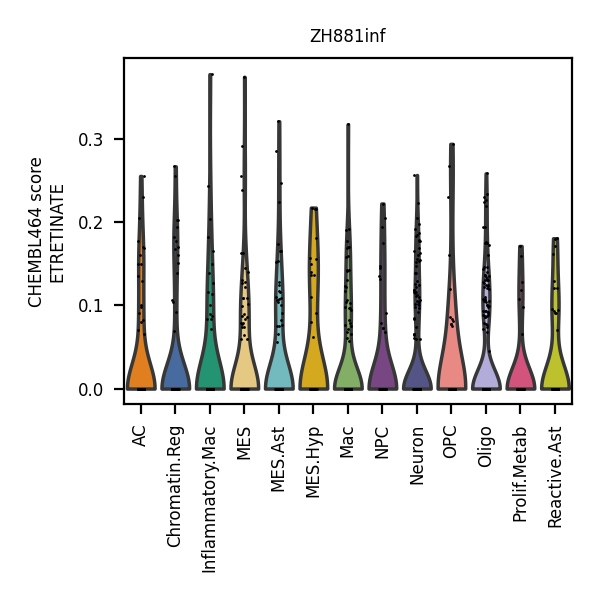 ZH881inf
CHEMBL464 score
ETRETINATE
0.3
0.2
0.1
0.0
AC
Chromatin.Reg
Inflammatory.Mac
MES
MES.Ast
MES.Hyp
Mac
NPC
Neuron
OPC
Oligo
Prolif.Metab
Reactive.Ast